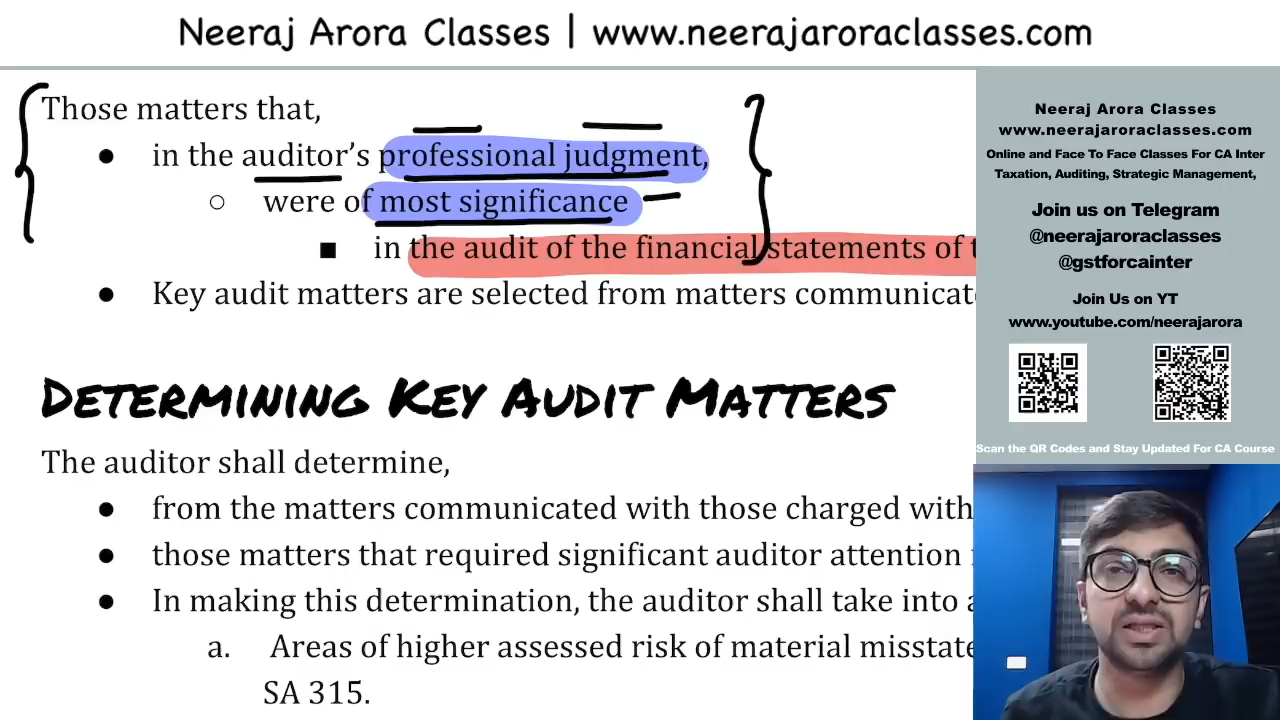 Neeraj Arora Classes | www.neerajaroraclasses.com
Those matters that,
● in the auditor's professional judgment,
○ were of most significance
■ in the audit of the financial statements of
● Key audit matters are selected from matters
DETERMINING KEY AUDIT MATTERS
The auditor shall determine,
● from the matters communicated with those charged with
● those matters that required significant auditor attention
● In making this determination, the auditor shall take into
a. Areas of higher assessed risk of material
SA 315.
Neeraj Arora Classes
www.neerajaroraclasses.com
Online and Face To Face Classes For CA Inter
Taxation, Auditing, Strategic Management,
Join us on Telegram
@neerajaroraclasses
@gstforcainter
Join Us on YT
www.youtube.com/neerajarora
Scan the QR Codes and Stay Updated For CA Course